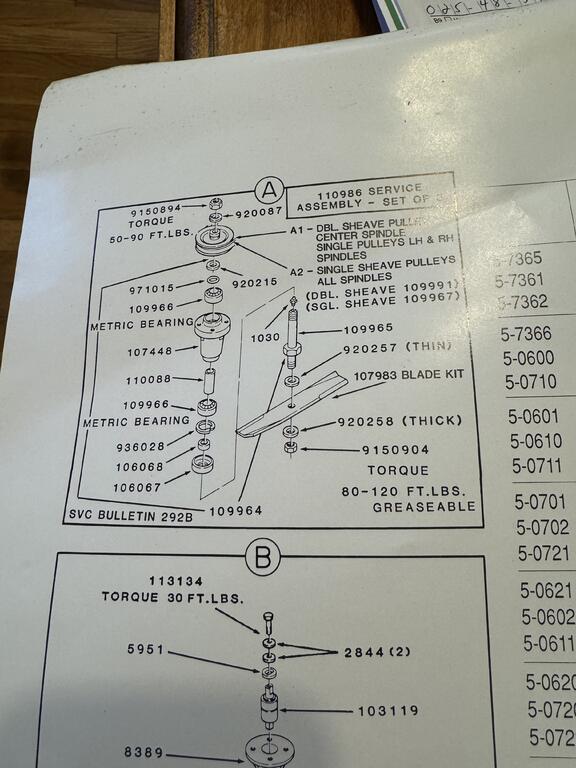 A
110986 SERVICE
ASSEMBLY - SET OF
9150894
TORQUE
50-90 FT.LBS.
920087
A1 - DBL SHEAVE
CENTER SPINDLE
SINGLE PULLEYS LH & RH
SPINDLES
A2 - SINGLE SHEAVE PULLEYS
ALL SPINDLES
(DBL. SHEAVE 109991)
(SGL. SHEAVE 109967)
971015
920215
109966
METRIC BEARING
1030
109965
107448
920257 (THIN)
110088
107983 BLADE KIT
109966
METRIC BEARING
920258 (THICK)
936028
106068
9150904
106067
TORQUE
80-120 FT.LBS.
GREASEABLE
109964
SVC BULLETIN 292B
B
113134
TORQUE 30 FT.LBS.
5951
2844 (2)
103119
8389
5-7365
5-7361
5-7362
5-7366
5-0600
5-0710
5-0601
5-0610
5-0711
5-0701
5-0702
5-0721
5-0621
5-0602
5-0611
5-0620
5-0720
5-072